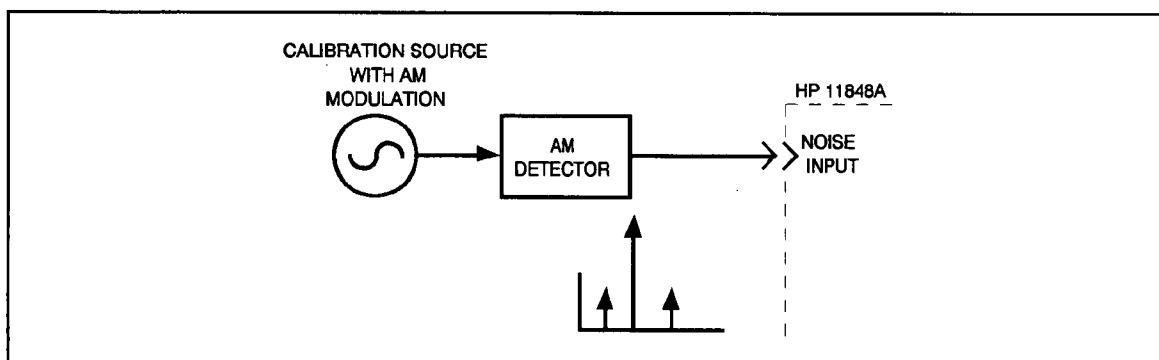 CALIBRATION SOURCE
WITH AM
MODULATION
AM
DETECTOR
HP 11848A
NOISE
INPUT